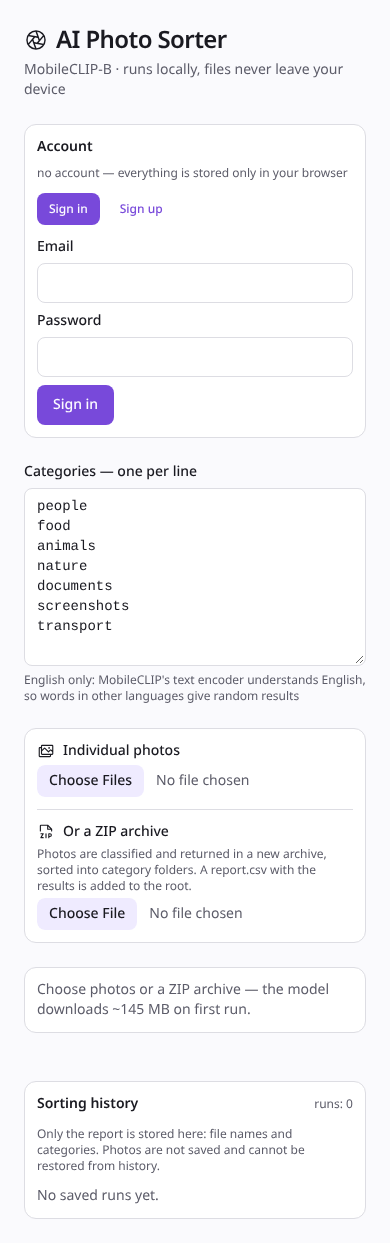 AI Photo Sorter
MobileCLIP-B · runs locally, files never leave your
device
Account
no account — everything is stored only in your browser
Sign in
Sign up
Email
Password
Sign in
Categories — one per line
people
food
animals
nature
documents
screenshots
transport
English only: MobileCLIP's text encoder understands English,
so words in other languages give random results
Individual photos
Choose Files No file chosen
ZIP Or a ZIP archive
Photos are classified and returned in a new archive,
sorted into category folders. A report.csv with the
results is added to the root.
Choose File No file chosen
Choose photos or a ZIP archive — the model
downloads ~145 MB on first run.
Sorting history runs: 0
Only the report is stored here: file names and
categories. Photos are not saved and cannot be
restored from history.
No saved runs yet.